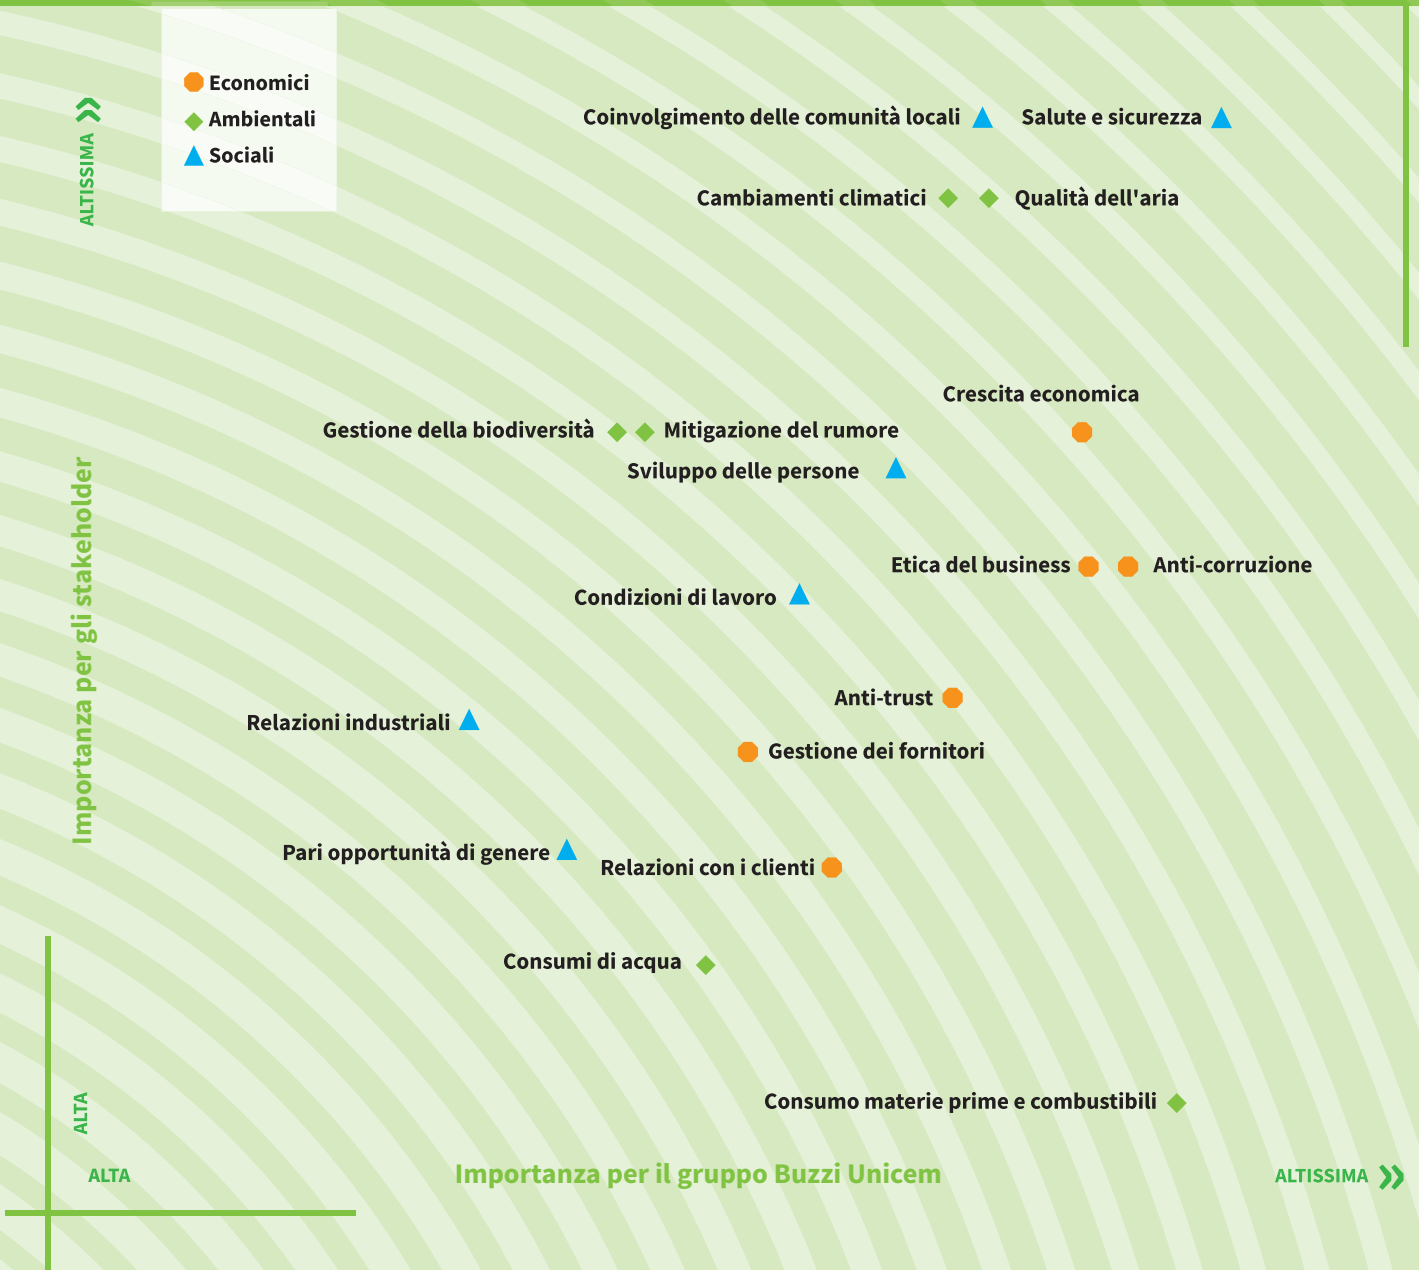 Economici
Ambientali
Sociali
ALTISSIMA
Coinvolgimento delle comunità locali
Salute e sicurezza
Cambiamenti climatici
Qualità dell'aria
Crescita economica
Gestione della biodiversità
Mitigazione del rumore
Sviluppo delle persone
Importanza per gli stakeholder
Etica del business
Anti-corruzione
Condizioni di lavoro
Anti-trust
Relazioni industriali
Gestione dei fornitori
Pari opportunità di genere
Relazioni con i clienti
Consumi di acqua
Consumo materie prime e combustibili
ALTA
ALTA
Importanza per il gruppo Buzzi Unicem
ALTISSIMA